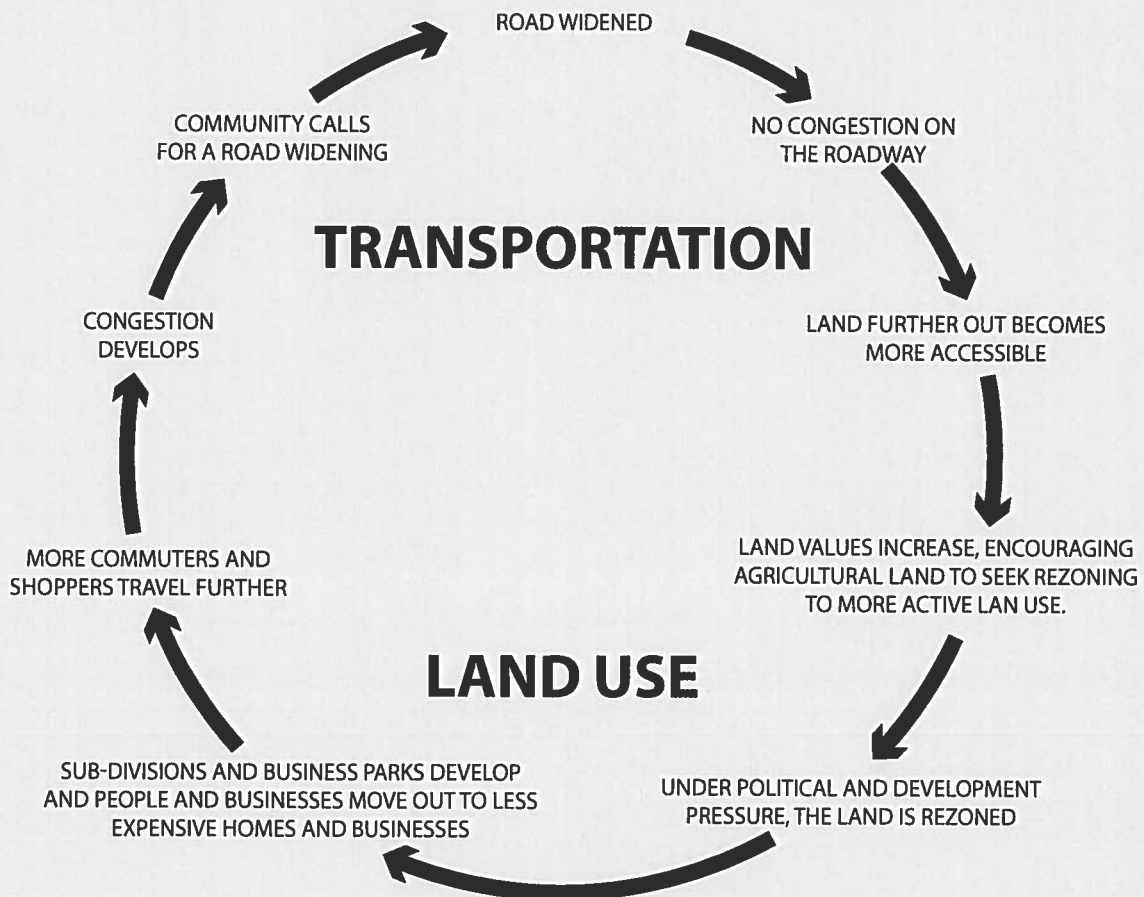 ROAD WIDENED
NO CONGESTION ON
THE ROADWAY
LAND FURTHER OUT BECOMES
MORE ACCESSIBLE
LAND VALUES INCREASE, ENCOURAGING
AGRICULTURAL LAND TO SEEK REZONING
TO MORE ACTIVE LAN USE.
UNDER POLITICAL AND DEVELOPMENT
PRESSURE, THE LAND IS REZONED
SUB-DIVISIONS AND BUSINESS PARKS DEVELOP
AND PEOPLE AND BUSINESSES MOVE OUT TO LESS
EXPENSIVE HOMES AND BUSINESSES
MORE COMMUTERS AND
SHOPPERS TRAVEL FURTHER
CONGESTION
DEVELOPS
COMMUNITY CALLS
FOR A ROAD WIDENING
TRANSPORTATION
LAND USE